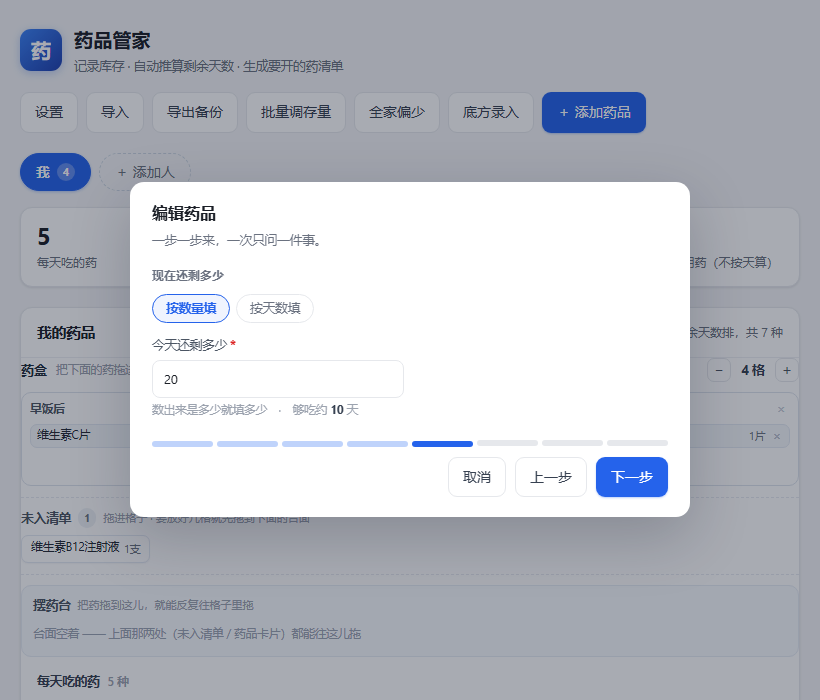 药
药品管家
记录库存 · 自动推算剩余天数 · 生成要开的药清单
设置
导入
导出备份
批量调存量
全家偏少
底方录入
+ 添加药品
我 4
+ 添加人
5
每天吃的药
用药（不按天算）
编辑药品
一步一步来，一次只问一件事。
现在还剩多少
按数量填
按天数填
今天还剩多少 *
20
数出来是多少就填多少 · 够吃约 10 天
取消
上一步
下一步
我的药品
余天数排，共 7 种
药盒 把下面的药拖进
− 4 格 +
早饭后 ×
维生素C片 1片 ×
未入清单 1 拖进格子
维生素B12注射液 1支
摆药台 把药拖到这儿，就能反复往格子里拖
台面空着 —— 上面那两处（未入清单 / 药品卡片）都能往这儿拖
每天吃的药 5 种